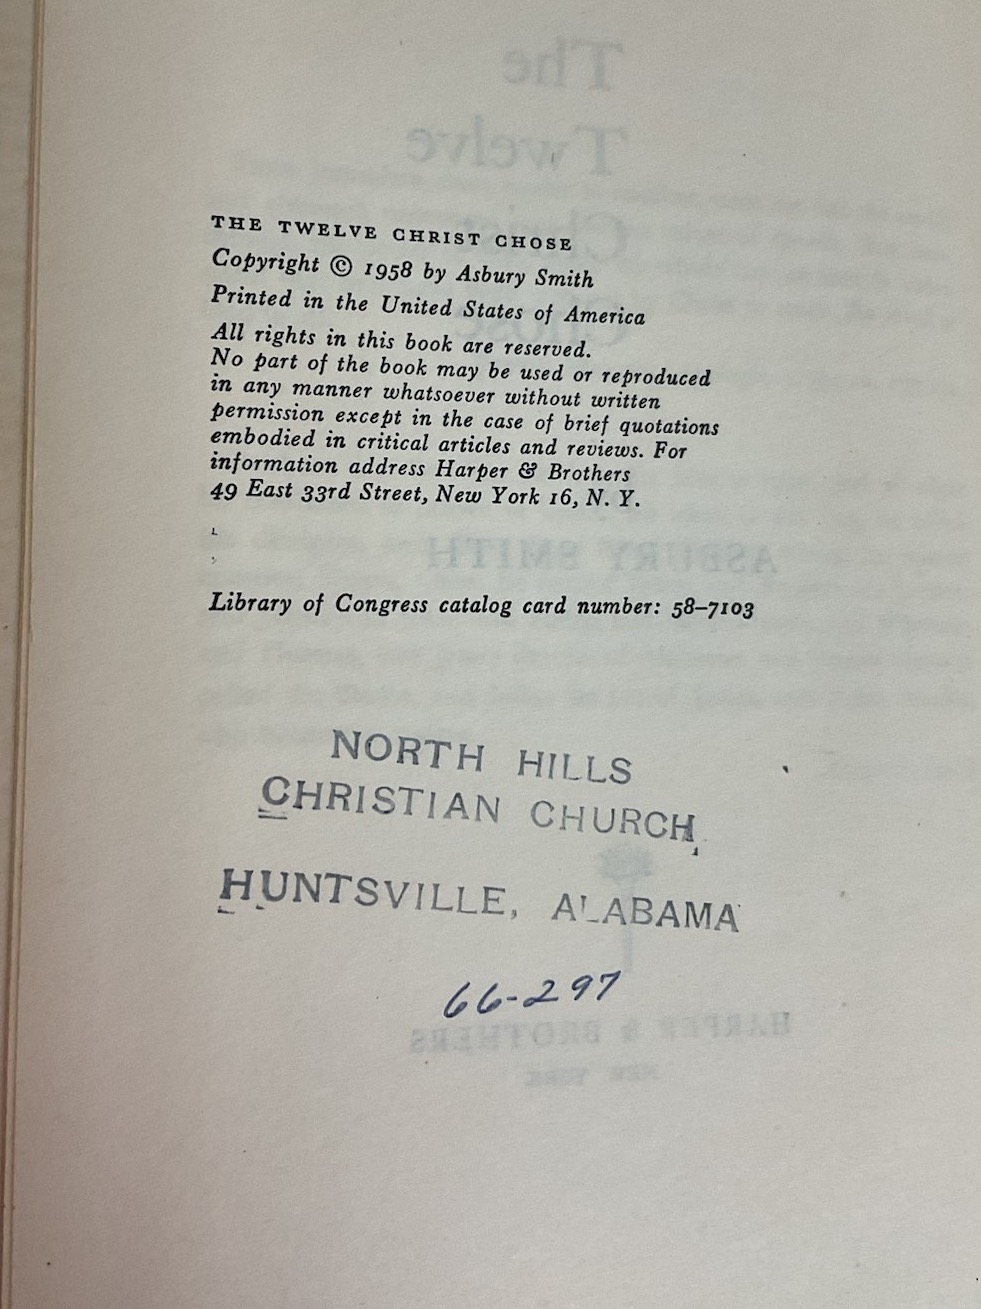 THE TWELVE CHRIST CHOSE
Copyright © 1958 by Asbury Smith
Printed in the United States of America
All rights in this book are reserved.
No part of the book may be used or reproduced
in any manner whatsoever without written
permission except in the case of brief quotations
embodied in critical articles and reviews. For
information address Harper & Brothers
49 East 33rd Street, New York 16, N. Y.
Library of Congress catalog card number: 58–7103
NORTH HILLS
CHRISTIAN CHURCH
HUNTSVILLE, ALABAMA
66-297